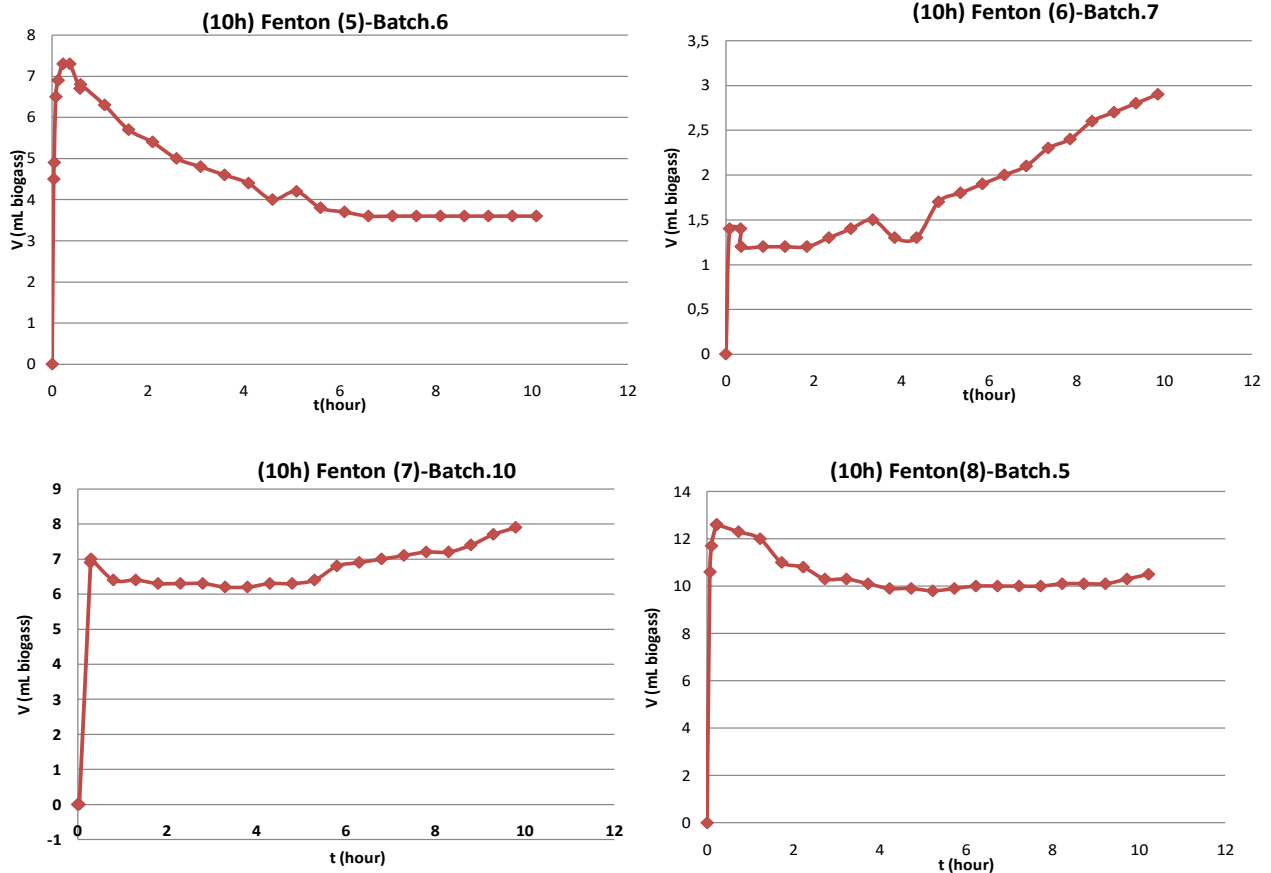 (10h) Fenton (5)-Batch.6
8
7
6
5
4
3
2
1
0
V (mL biogass)
0 2 4 6 8 10 12
t(hour)
(10h) Fenton (6)-Batch.7
3,5
3
2,5
2
1,5
1
0,5
0
V (mL biogass)
0 2 4 6 8 10 12
t(hour)
(10h) Fenton (7)-Batch.10
9
8
7
6
5
4
3
2
1
0
-1
V (mL biogass)
0 2 4 6 8 10 12
t (hour)
(10h) Fenton(8)-Batch.5
14
12
10
8
6
4
2
0
V (mL biogass)
0 2 4 6 8 10 12
t (hour)